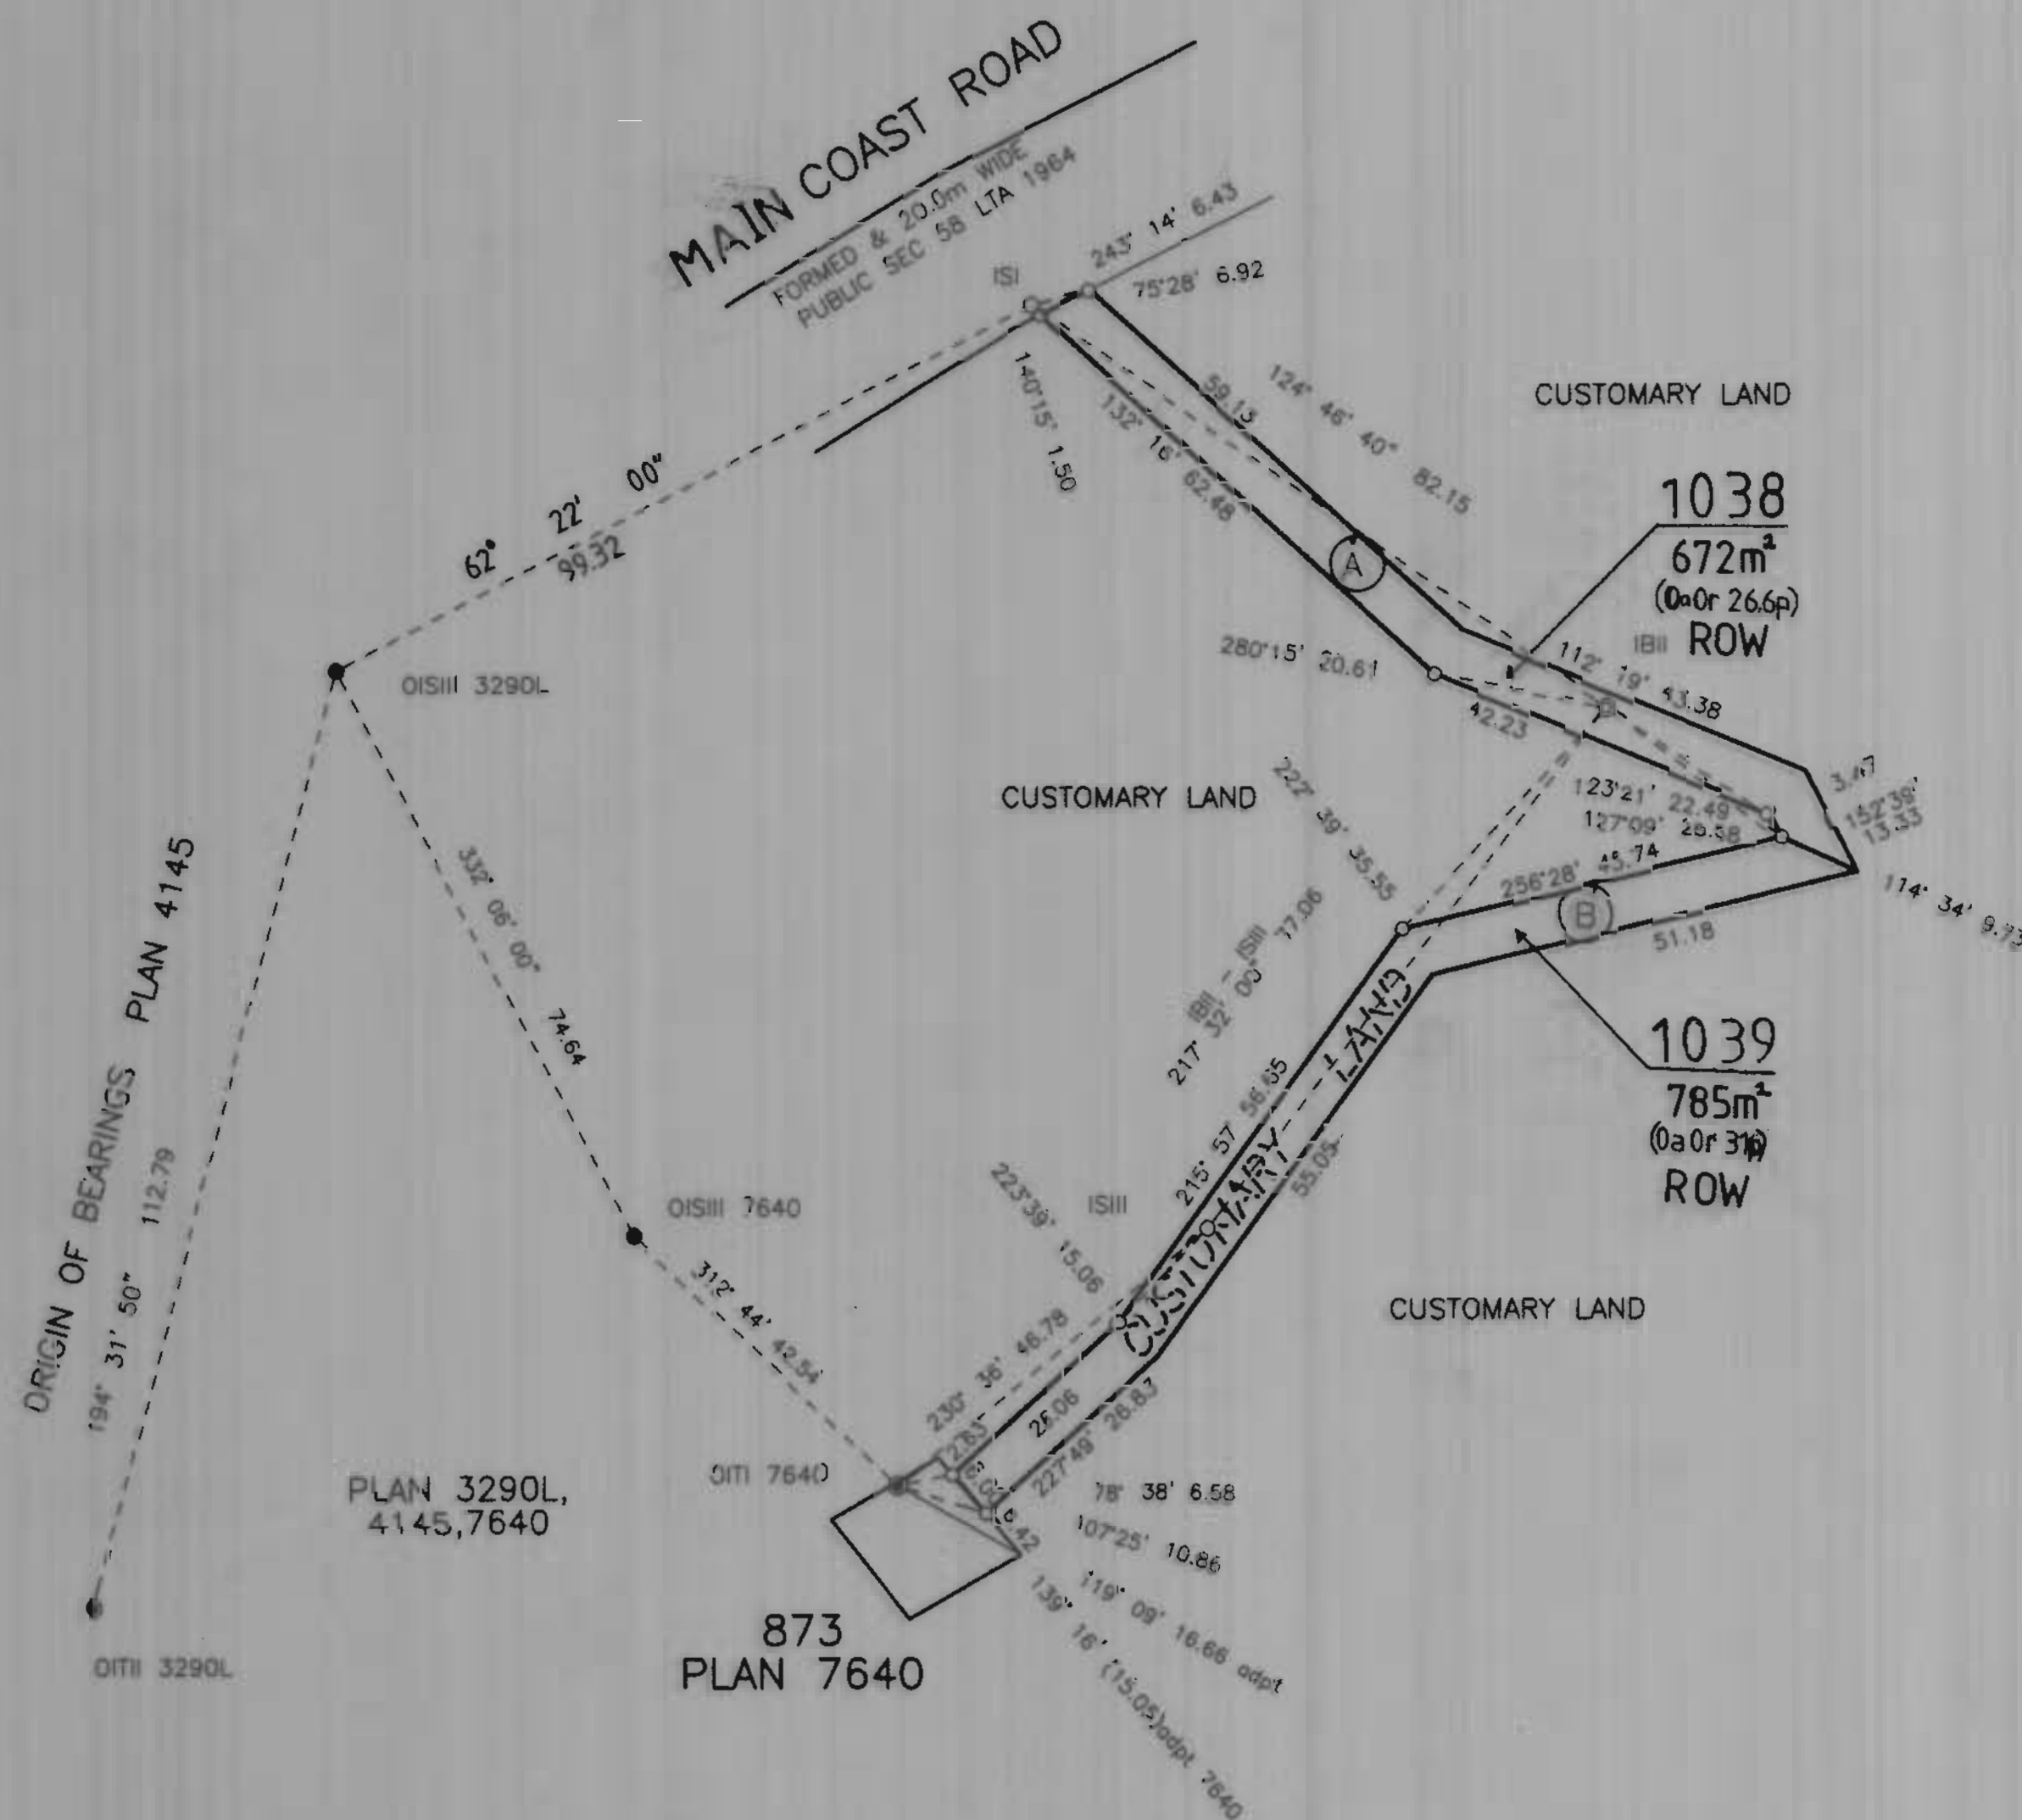 MAIN COAST ROAD
FORMED & 20.0m WIDE
PUBLIC SEC 58 LTA 1964
243° 14' 6.43
75°28' 6.92
ISI
140°15' 1.50
132° 16' 62.48
59.13
124° 46' 40" 82.15
CUSTOMARY LAND
1038
672m²
(0a0r 26.6p)
ROW
IBII
A
62° 22' 00"
99.32
OISIII 3290L
280°15' 20.61
112° 19' 43.38
42.23
CUSTOMARY LAND
222° 39' 35.55
123°21' 22.49
127°09'
152°39'
13.33
256°28' 45.74
114° 34' 9.73
B
51.18
IBII - ISIII
217° 32' 00" 77.06
ORIGIN OF BEARINGS PLAN 4145
194° 31' 50" 112.79
332° 06' 00" 74.64
1039
785m²
ROW
CUSTOMARY LAND
215° 57' 56.65
55.05
OISIII 7640
ISIII
223°39' 15.06
312° 44' 42.54
CUSTOMARY LAND
230° 36' 46.78
2.63
227°49' 26.83
OITI 7640
78° 38' 6.58
107°25' 10.86
119° 09' 16.66 adpt
139° 16' (15.05)adpt 7640
PLAN 3290L,
4145,7640
873
PLAN 7640
OITII 3290L